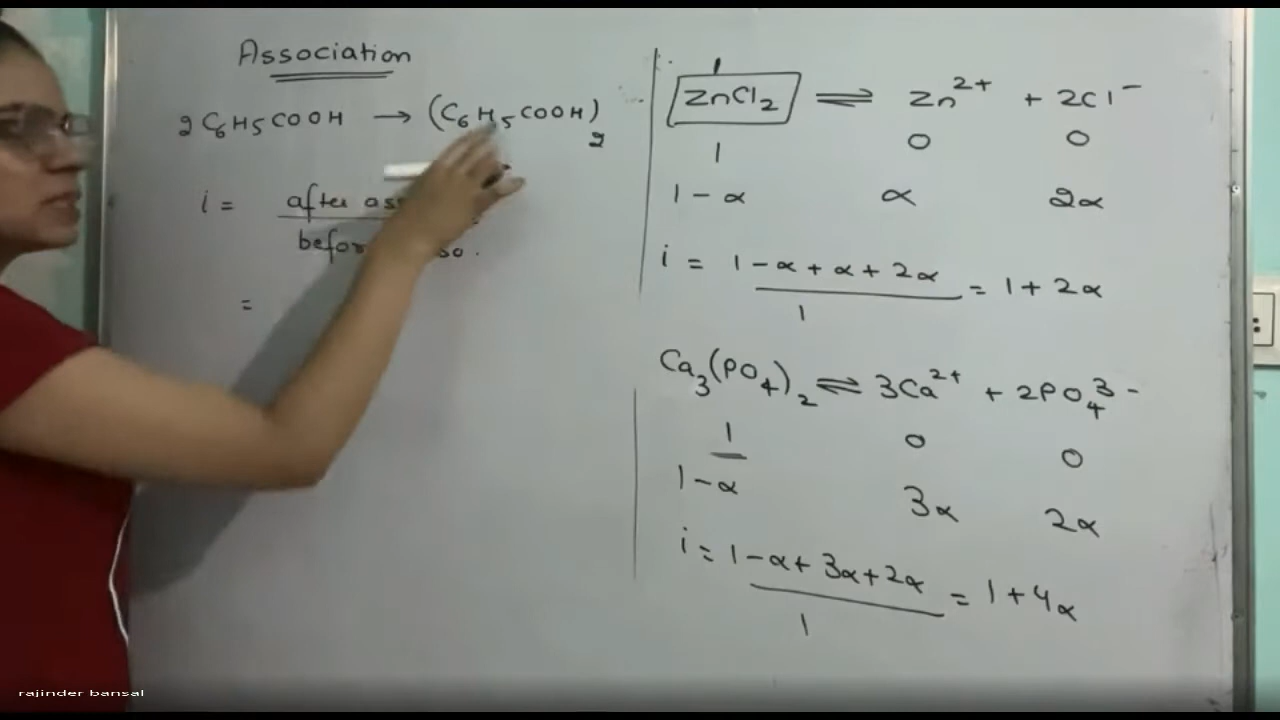 Association
2C₆H₅COOH → (C₆H₅COOH)₂
i = after
=
1
ZnCl₂ ⇌ Zn²⁺ + 2Cl⁻
1 0 0
1 - α α 2α
i = 1 - α + α + 2α / 1 = 1 + 2α
Ca₃(PO₄)₂ ⇌ 3Ca²⁺ + 2PO₄³⁻
1 0 0
1 - α 3α 2α
i = 1 - α + 3α + 2α / 1 = 1 + 4α
rajinder bansal